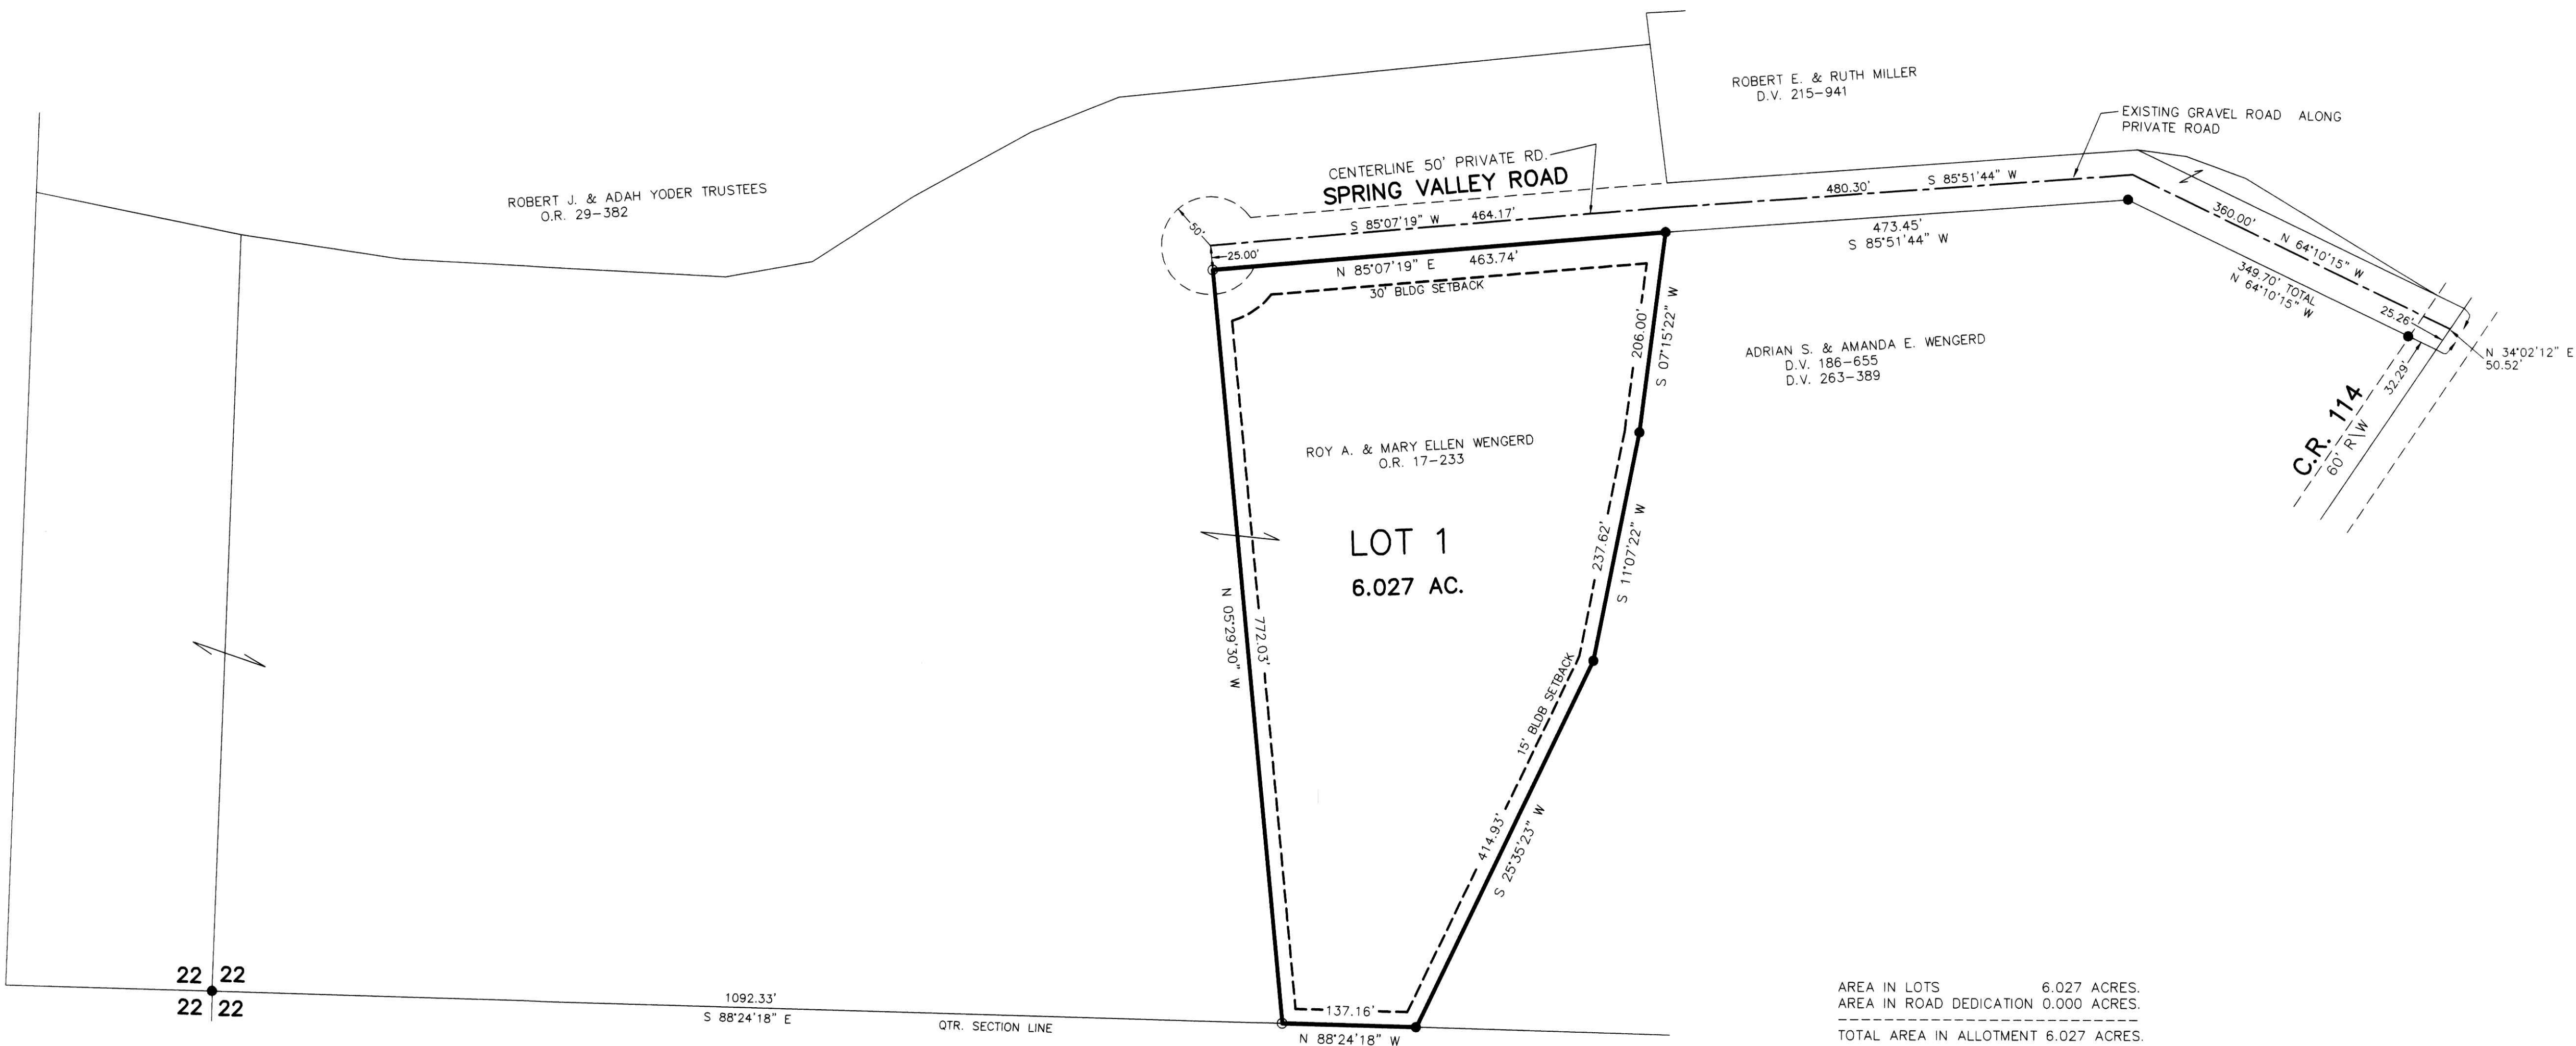 ROBERT E. & RUTH MILLER
D.V. 215-941
EXISTING GRAVEL ROAD ALONG
PRIVATE ROAD
ROBERT J. & ADAH YODER TRUSTEES
O.R. 29-382
CENTERLINE 50' PRIVATE RD.
SPRING VALLEY ROAD
S 85°07'19" W 464.17'
480.30' S 85°51'44" W
50'
25.00'
N 85°07'19" E 463.74'
30' BLDG SETBACK
473.45'
S 85°51'44" W
360.00'
N 64°10'15" W
349.70' TOTAL
N 64°10'15" W
25.26'
N 34°02'12" E
50.52'
32.29'
C.R. 114
60' R\W
206.00'
S 07°15'22" W
ADRIAN S. & AMANDA E. WENGERD
D.V. 186-655
D.V. 263-389
ROY A. & MARY ELLEN WENGERD
O.R. 17-233
LOT 1
6.027 AC.
237.62'
S 11°07'22" W
N 05°29'30" W
772.03'
15' BLDB SETBACK
414.93'
S 25°35'23" W
22 22
22 22
1092.33'
S 88°24'18" E
QTR. SECTION LINE
137.16'
N 88°24'18" W
AREA IN LOTS 6.027 ACRES.
AREA IN ROAD DEDICATION 0.000 ACRES.
TOTAL AREA IN ALLOTMENT 6.027 ACRES.